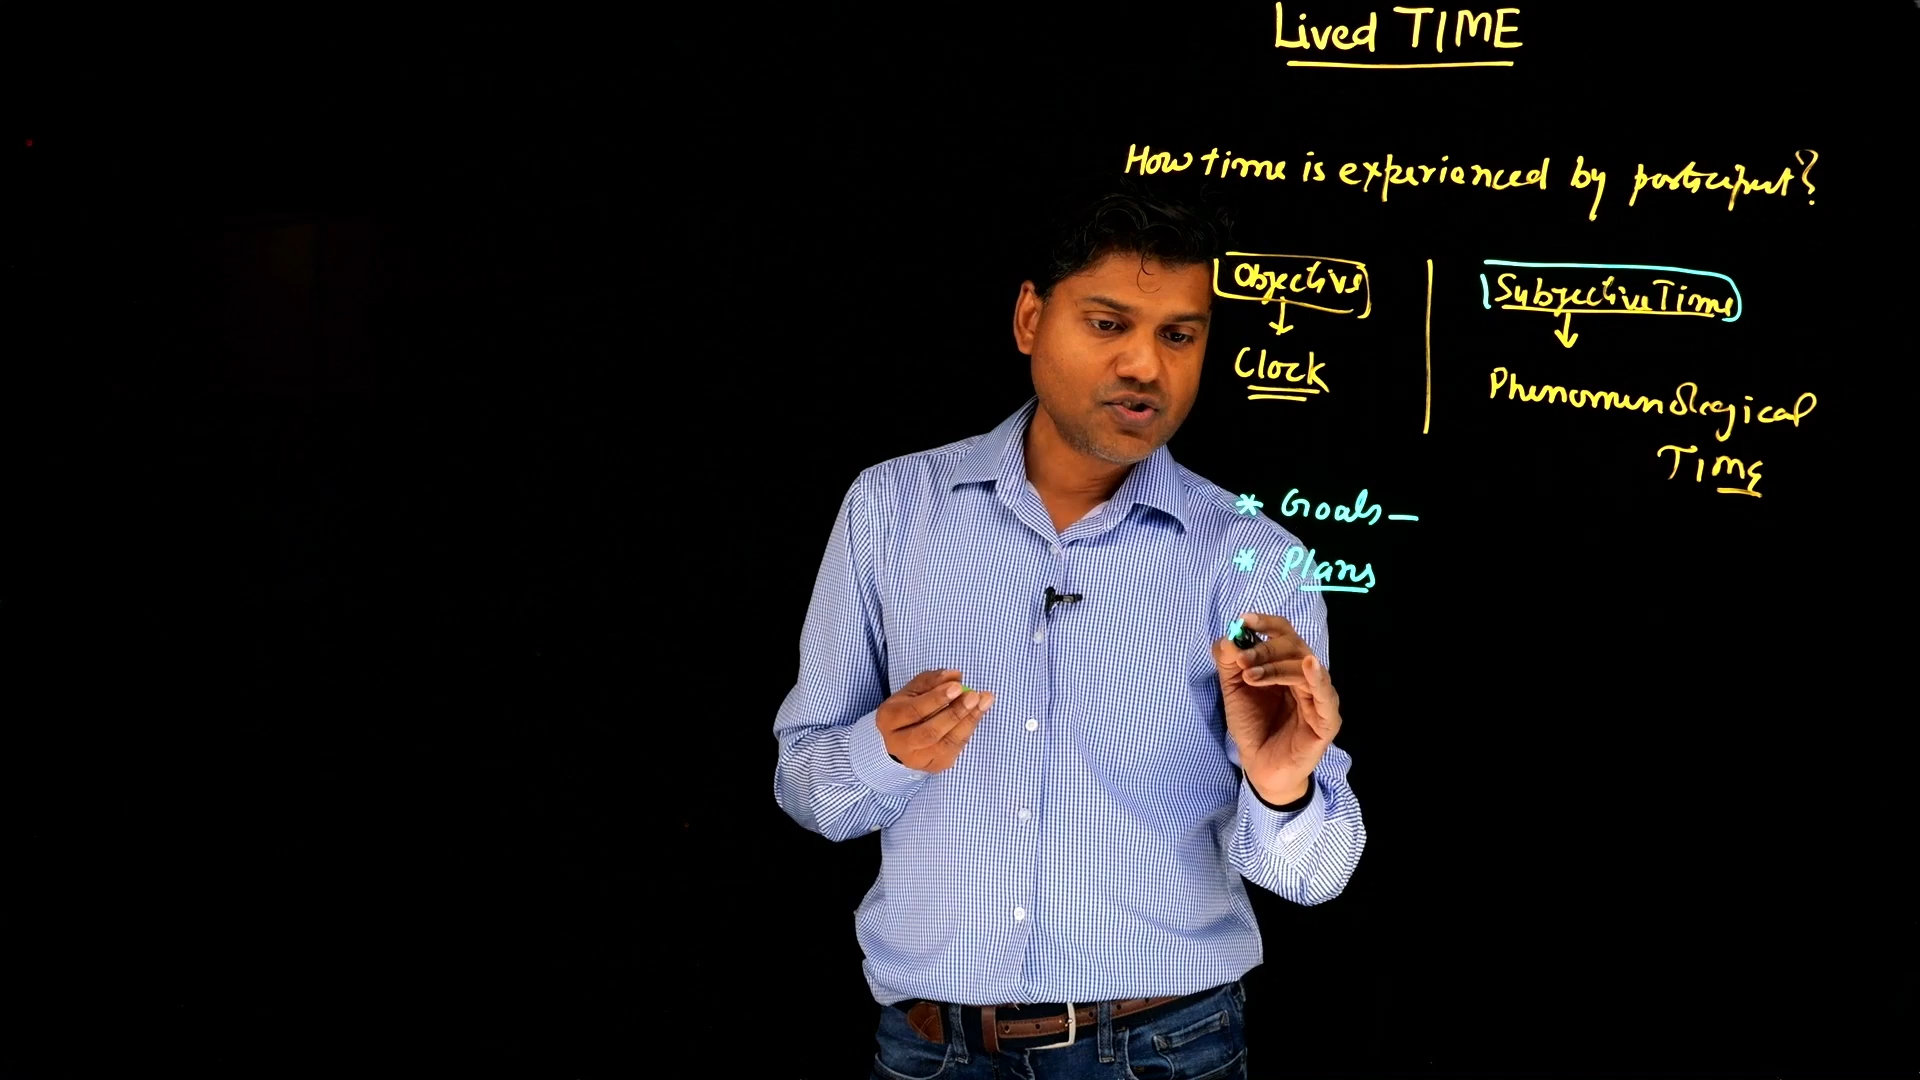 Lived TIME
How time is experienced by participant?
Objective
Clock
Subjective Time
Phenomenological
TIME
* Goals –
* Plans
*